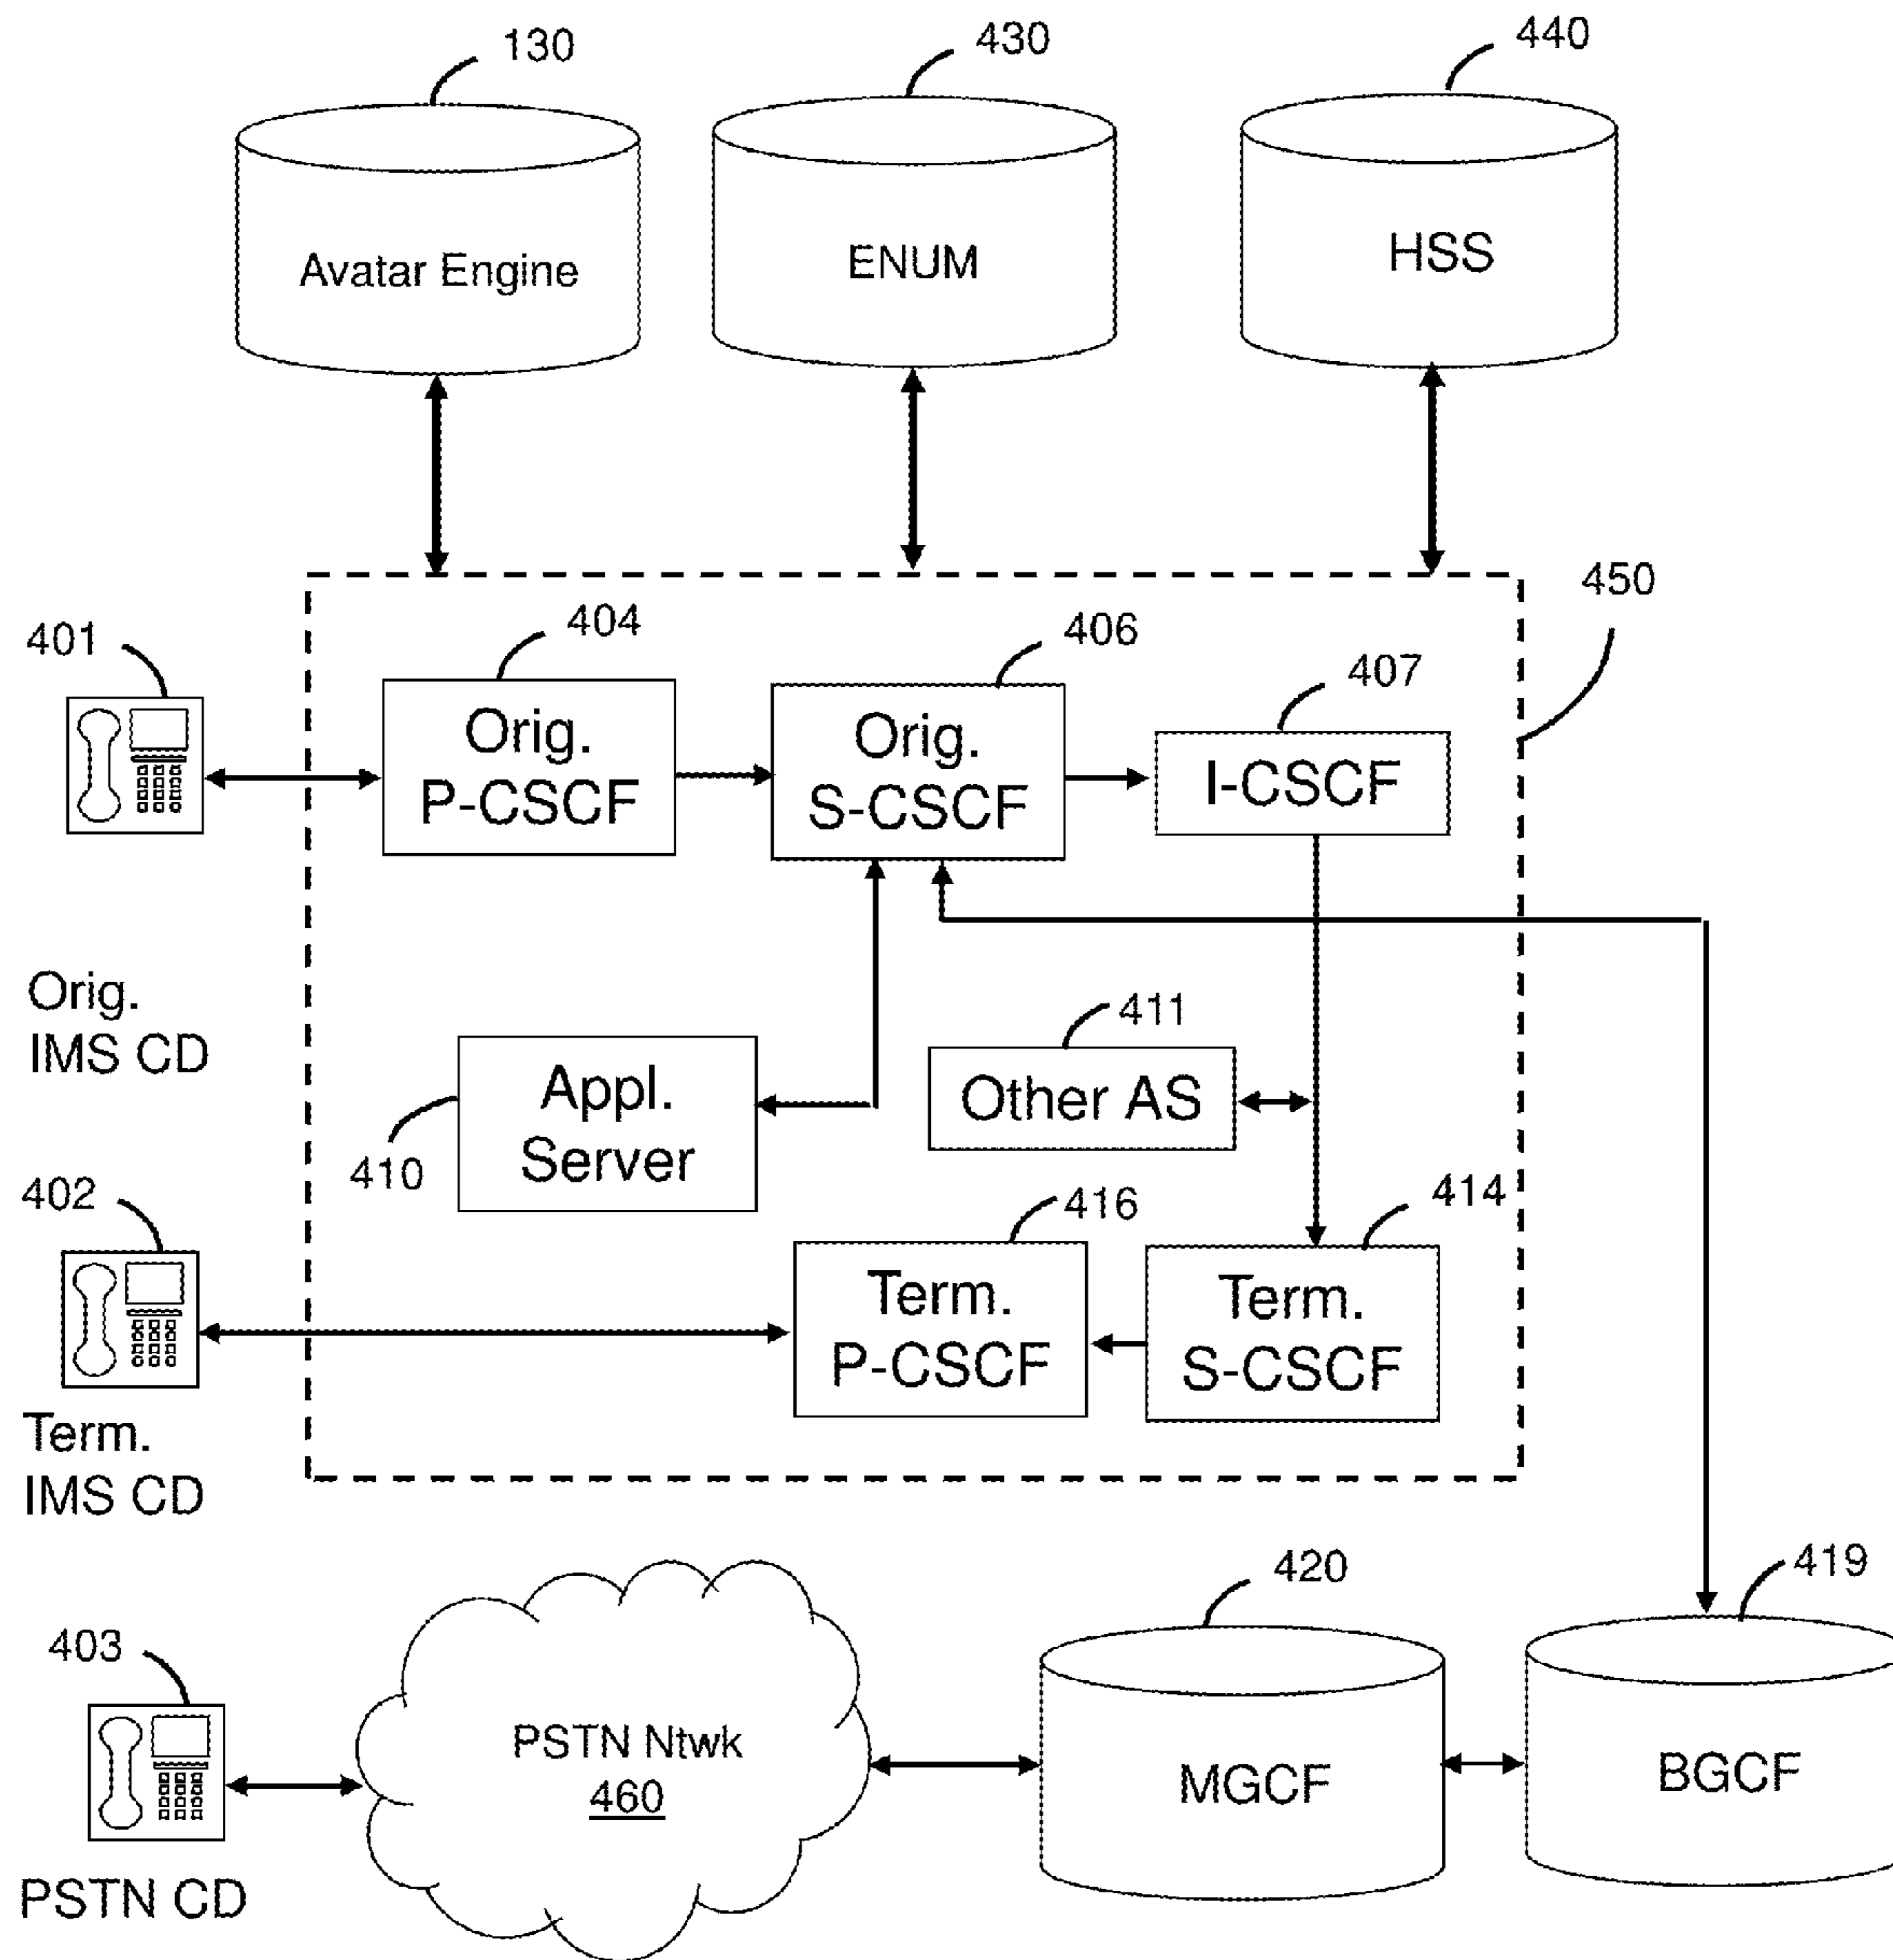 130
430
440
Avatar Engine
ENUM
HSS
450
401
404
406
407
Orig.
P-CSCF
Orig.
S-CSCF
I-CSCF
Orig.
IMS CD
411
Appl.
Server
Other AS
410
402
416
414
Term.
P-CSCF
Term.
S-CSCF
Term.
IMS CD
420
419
403
PSTN Ntwk
460
MGCF
BGCF
PSTN CD